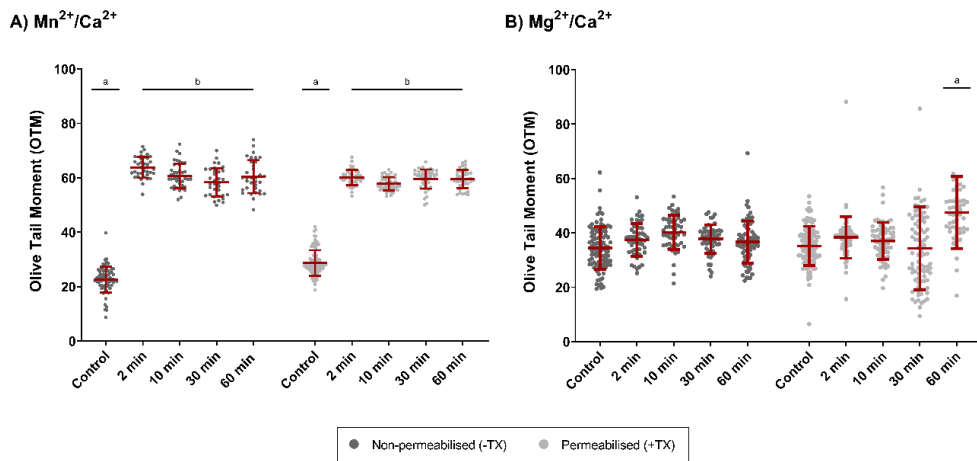 A) Mn²⁺/Ca²⁺
B) Mg²⁺/Ca²⁺
Olive Tail Moment (OTM)
100
80
60
40
20
0
a
b
a
b
Control
2 min
10 min
30 min
60 min
Control
2 min
10 min
30 min
60 min
Olive Tail Moment (OTM)
100
80
60
40
20
0
a
Control
2 min
10 min
30 min
60 min
Control
2 min
10 min
30 min
60 min
Non-permeabilised (-TX) Permeabilised (+TX)